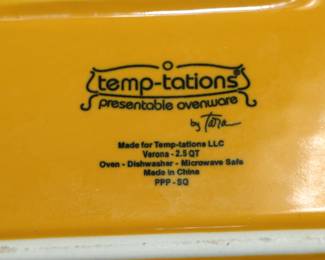 temp-tations®
presentable ovenware
by Tara
Made for Temp-tations LLC
Verona - 2.5 QT
Oven - Dishwasher - Microwave Safe
Made in China
PPP - SQ